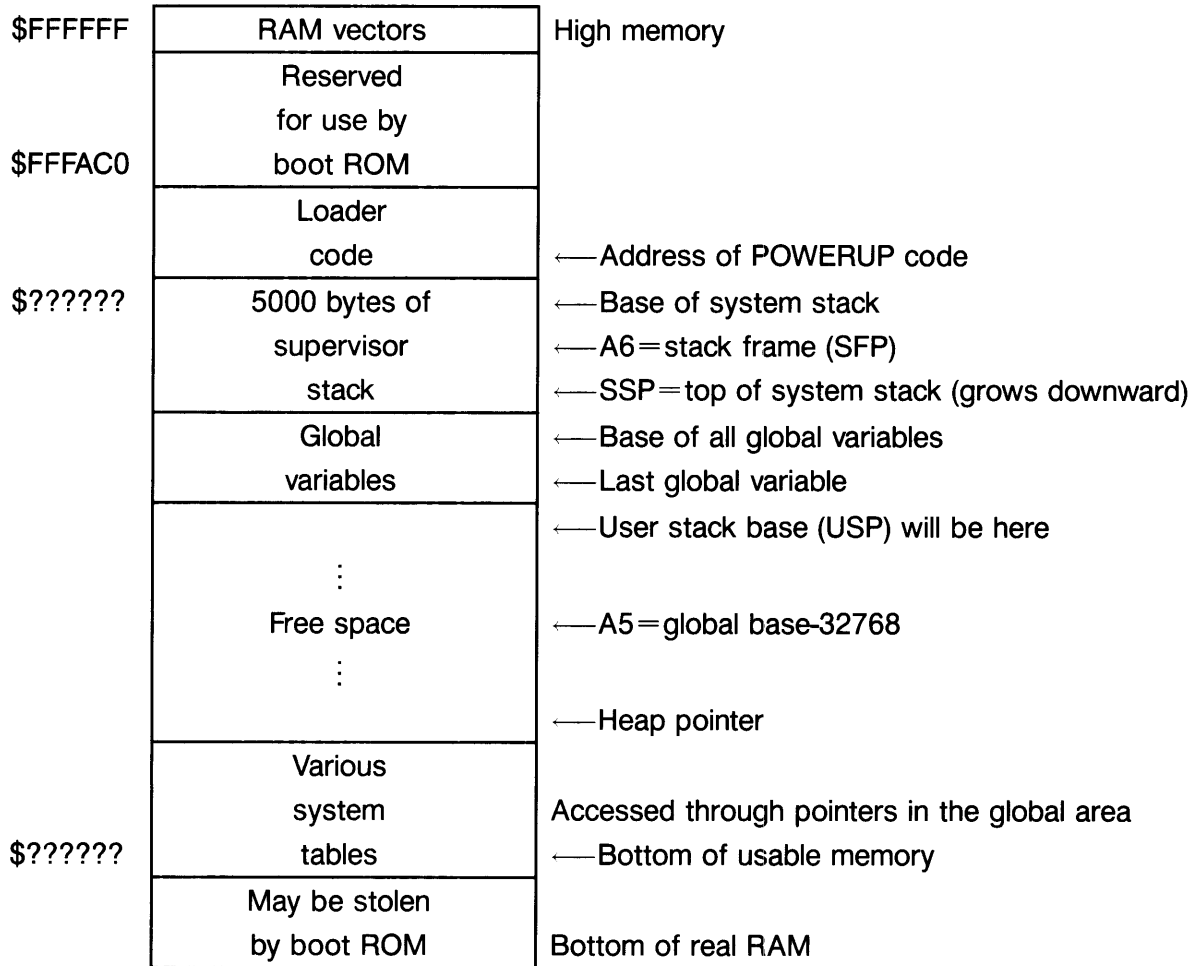 $FFFFFF RAM vectors High memory
Reserved
for use by
$FFFAC0 boot ROM
Loader
code ←Address of POWERUP code
$?????? 5000 bytes of ←Base of system stack
supervisor ←A6=stack frame (SFP)
stack ←SSP=top of system stack (grows downward)
Global ←Base of all global variables
variables ←Last global variable
←User stack base (USP) will be here
⋮
Free space ←A5=global base-32768
⋮
←Heap pointer
Various
system Accessed through pointers in the global area
$?????? tables ←Bottom of usable memory
May be stolen
by boot ROM Bottom of real RAM